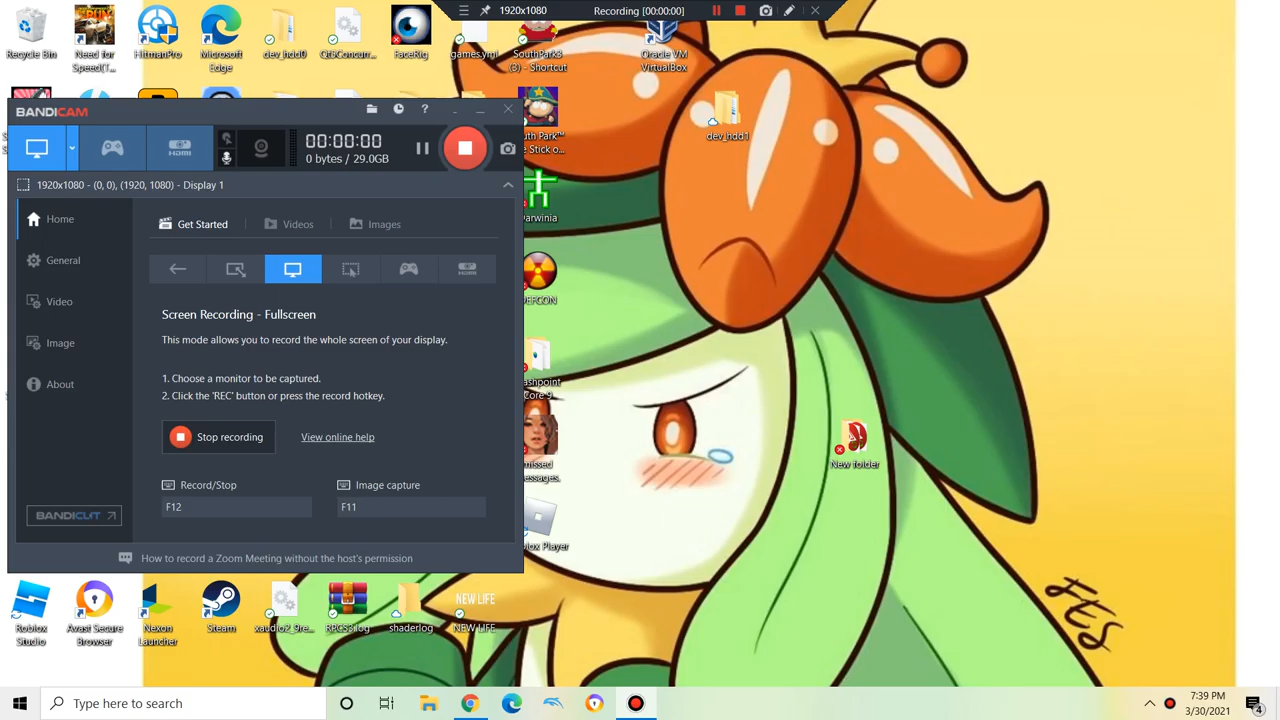 1920x1080
Recording [00:00:00]
Recycle Bin
Need for Speed(T...
HitmanPro
Microsoft Edge
dev_hdd0
FaceRig
games.yml
SouthPark3 (3) - Shortcut
Oracle VM VirtualBox
dev_hdd1
BANDICAM
?
HDMI
00:00:00
0 bytes / 29.0GB
1920x1080 - (0, 0), (1920, 1080) - Display 1
Home
General
Video
Image
About
BANDICUT
Get Started
Videos
Images
Screen Recording - Fullscreen
This mode allows you to record the whole screen of your display.
1. Choose a monitor to be captured.
2. Click the 'REC' button or press the record hotkey.
Stop recording
View online help
Record/Stop
Image capture
F12
F11
How to record a Zoom Meeting without the host's permission
New folder
FES
Roblox Studio
Avast Secure Browser
Nexon Launcher
Steam
xaudio2_9re...
RPCS3.log
shaderlog
NEW LIFE
NEW LIFE
Type here to search
7:39 PM
3/30/2021
4